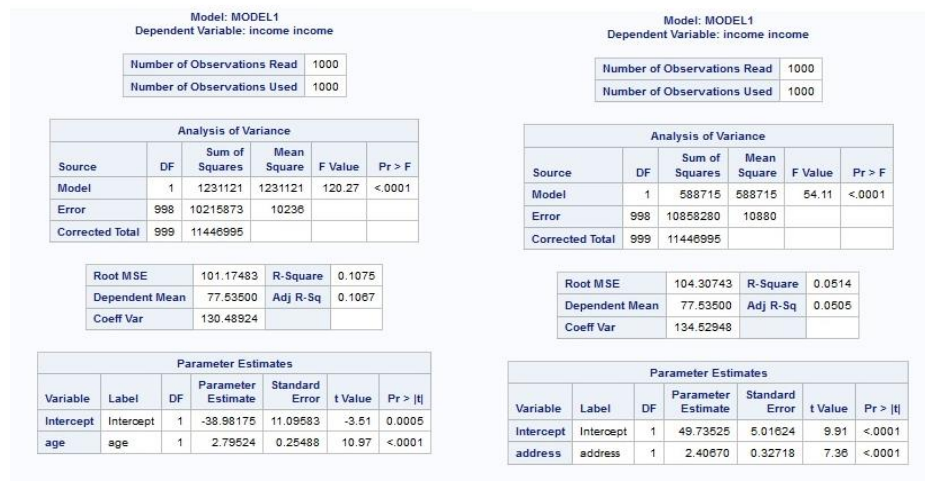 Model: MODEL1
Dependent Variable: income income
Number of Observations Read 1000
Number of Observations Used 1000
Analysis of Variance
Source DF Sum of Squares Mean Square F Value Pr > F
Model 1 1231121 1231121 120.27 <.0001
Error 998 10215873 10236
Corrected Total 999 11446995
Root MSE 101.17483 R-Square 0.1075
Dependent Mean 77.53500 Adj R-Sq 0.1067
Coeff Var 130.48924
Parameter Estimates
Variable Label DF Parameter Estimate Standard Error t Value Pr > |t|
Intercept Intercept 1 -38.98175 11.09583 -3.51 0.0005
age age 1 2.79524 0.25488 10.97 <.0001
Model: MODEL1
Dependent Variable: income income
Number of Observations Read 1000
Number of Observations Used 1000
Analysis of Variance
Source DF Sum of Squares Mean Square F Value Pr > F
Model 1 588715 588715 54.11 <.0001
Error 998 10858280 10880
Corrected Total 999 11446995
Root MSE 104.30743 R-Square 0.0514
Dependent Mean 77.53500 Adj R-Sq 0.0505
Coeff Var 134.52948
Parameter Estimates
Variable Label DF Parameter Estimate Standard Error t Value Pr > |t|
Intercept Intercept 1 49.73525 5.01624 9.91 <.0001
address address 1 2.40670 0.32718 7.36 <.0001